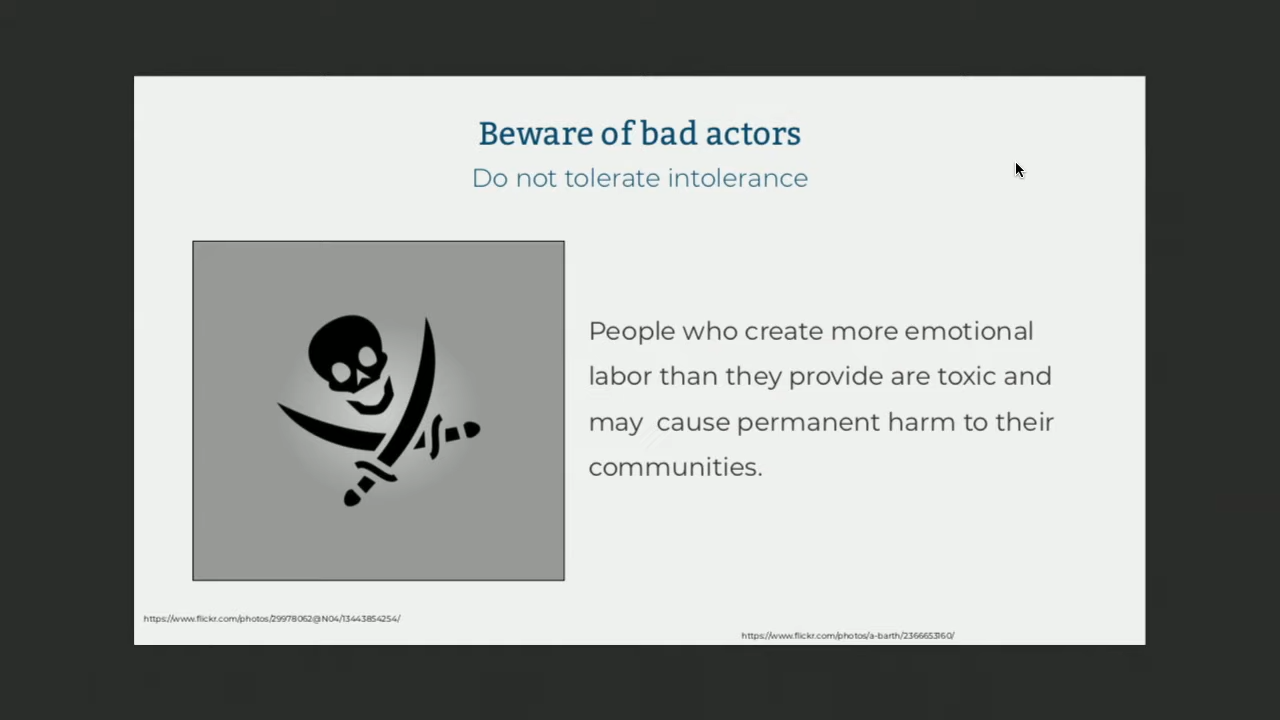 Beware of bad actors
Do not tolerate intolerance
People who create more emotional
labor than they provide are toxic and
may  cause permanent harm to their
communities.
https://www.flickr.com/photos/29978062@N04/13443854254/
https://www.flickr.com/photos/a-barth/2366653160/